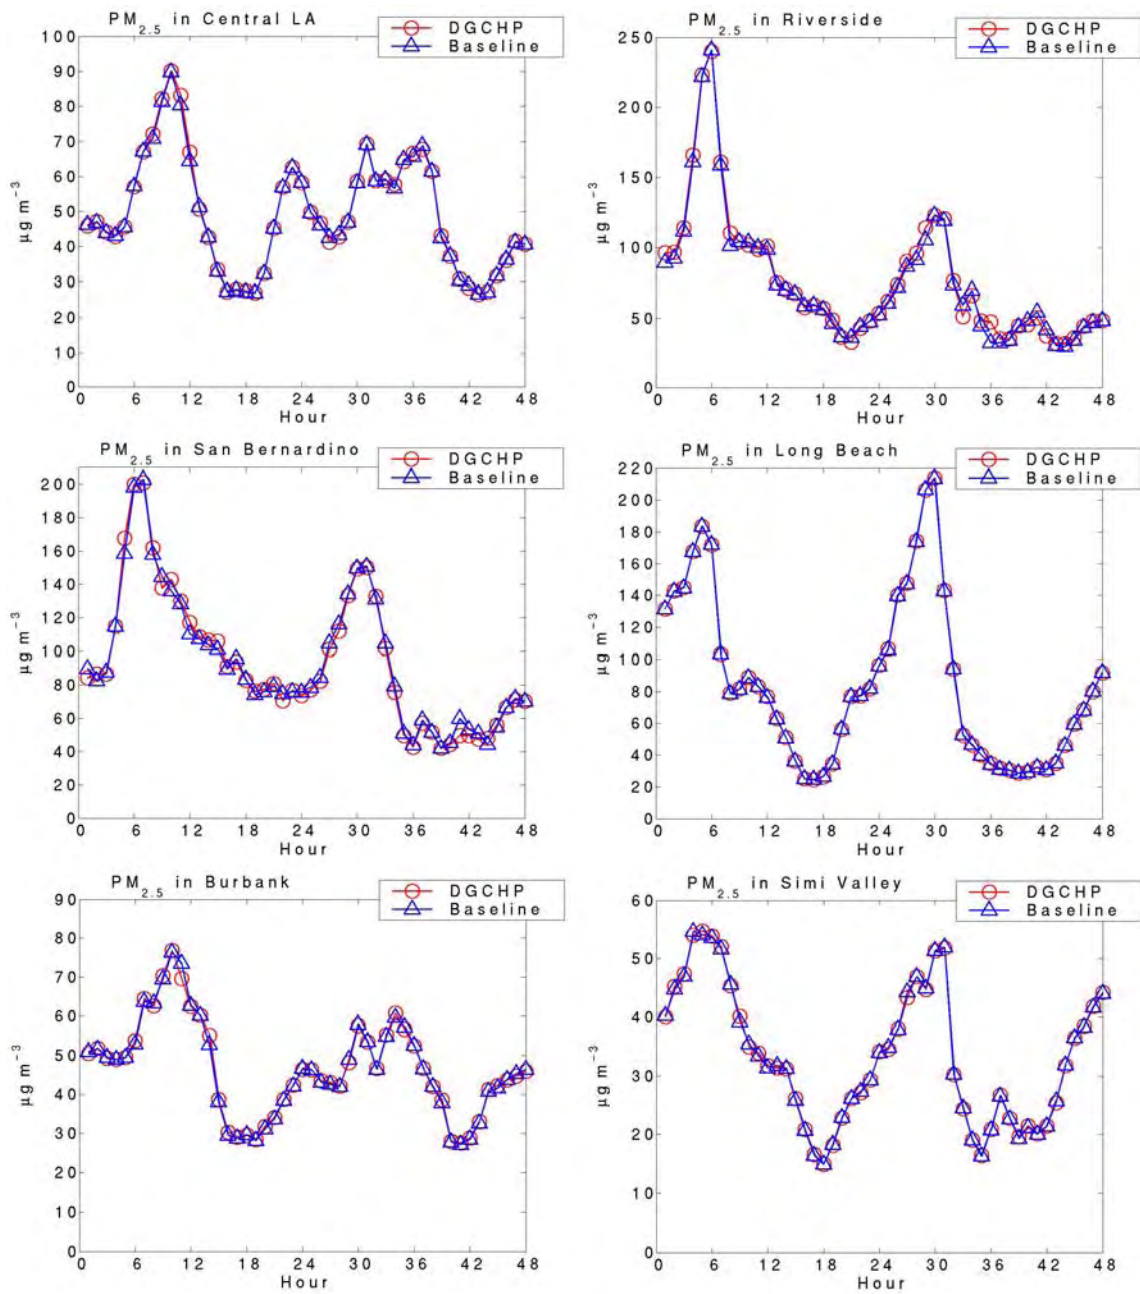 PM2.5 in Central LA
DGCHP
Baseline
100
90
80
70
60
50
40
30
20
10
0
µg m−3
0 6 12 18 24 30 36 42 48
Hour
PM2.5 in Riverside
DGCHP
Baseline
250
200
150
100
50
0
µg m−3
0 6 12 18 24 30 36 42 48
Hour
PM2.5 in San Bernardino
DGCHP
Baseline
200
180
160
140
120
100
80
60
40
20
0
µg m−3
0 6 12 18 24 30 36 42 48
Hour
PM2.5 in Long Beach
DGCHP
Baseline
220
200
180
160
140
120
100
80
60
40
20
0
µg m−3
0 6 12 18 24 30 36 42 48
Hour
PM2.5 in Burbank
DGCHP
Baseline
90
80
70
60
50
40
30
20
10
0
µg m−3
0 6 12 18 24 30 36 42 48
Hour
PM2.5 in Simi Valley
DGCHP
Baseline
60
50
40
30
20
10
0
µg m−3
0 6 12 18 24 30 36 42 48
Hour